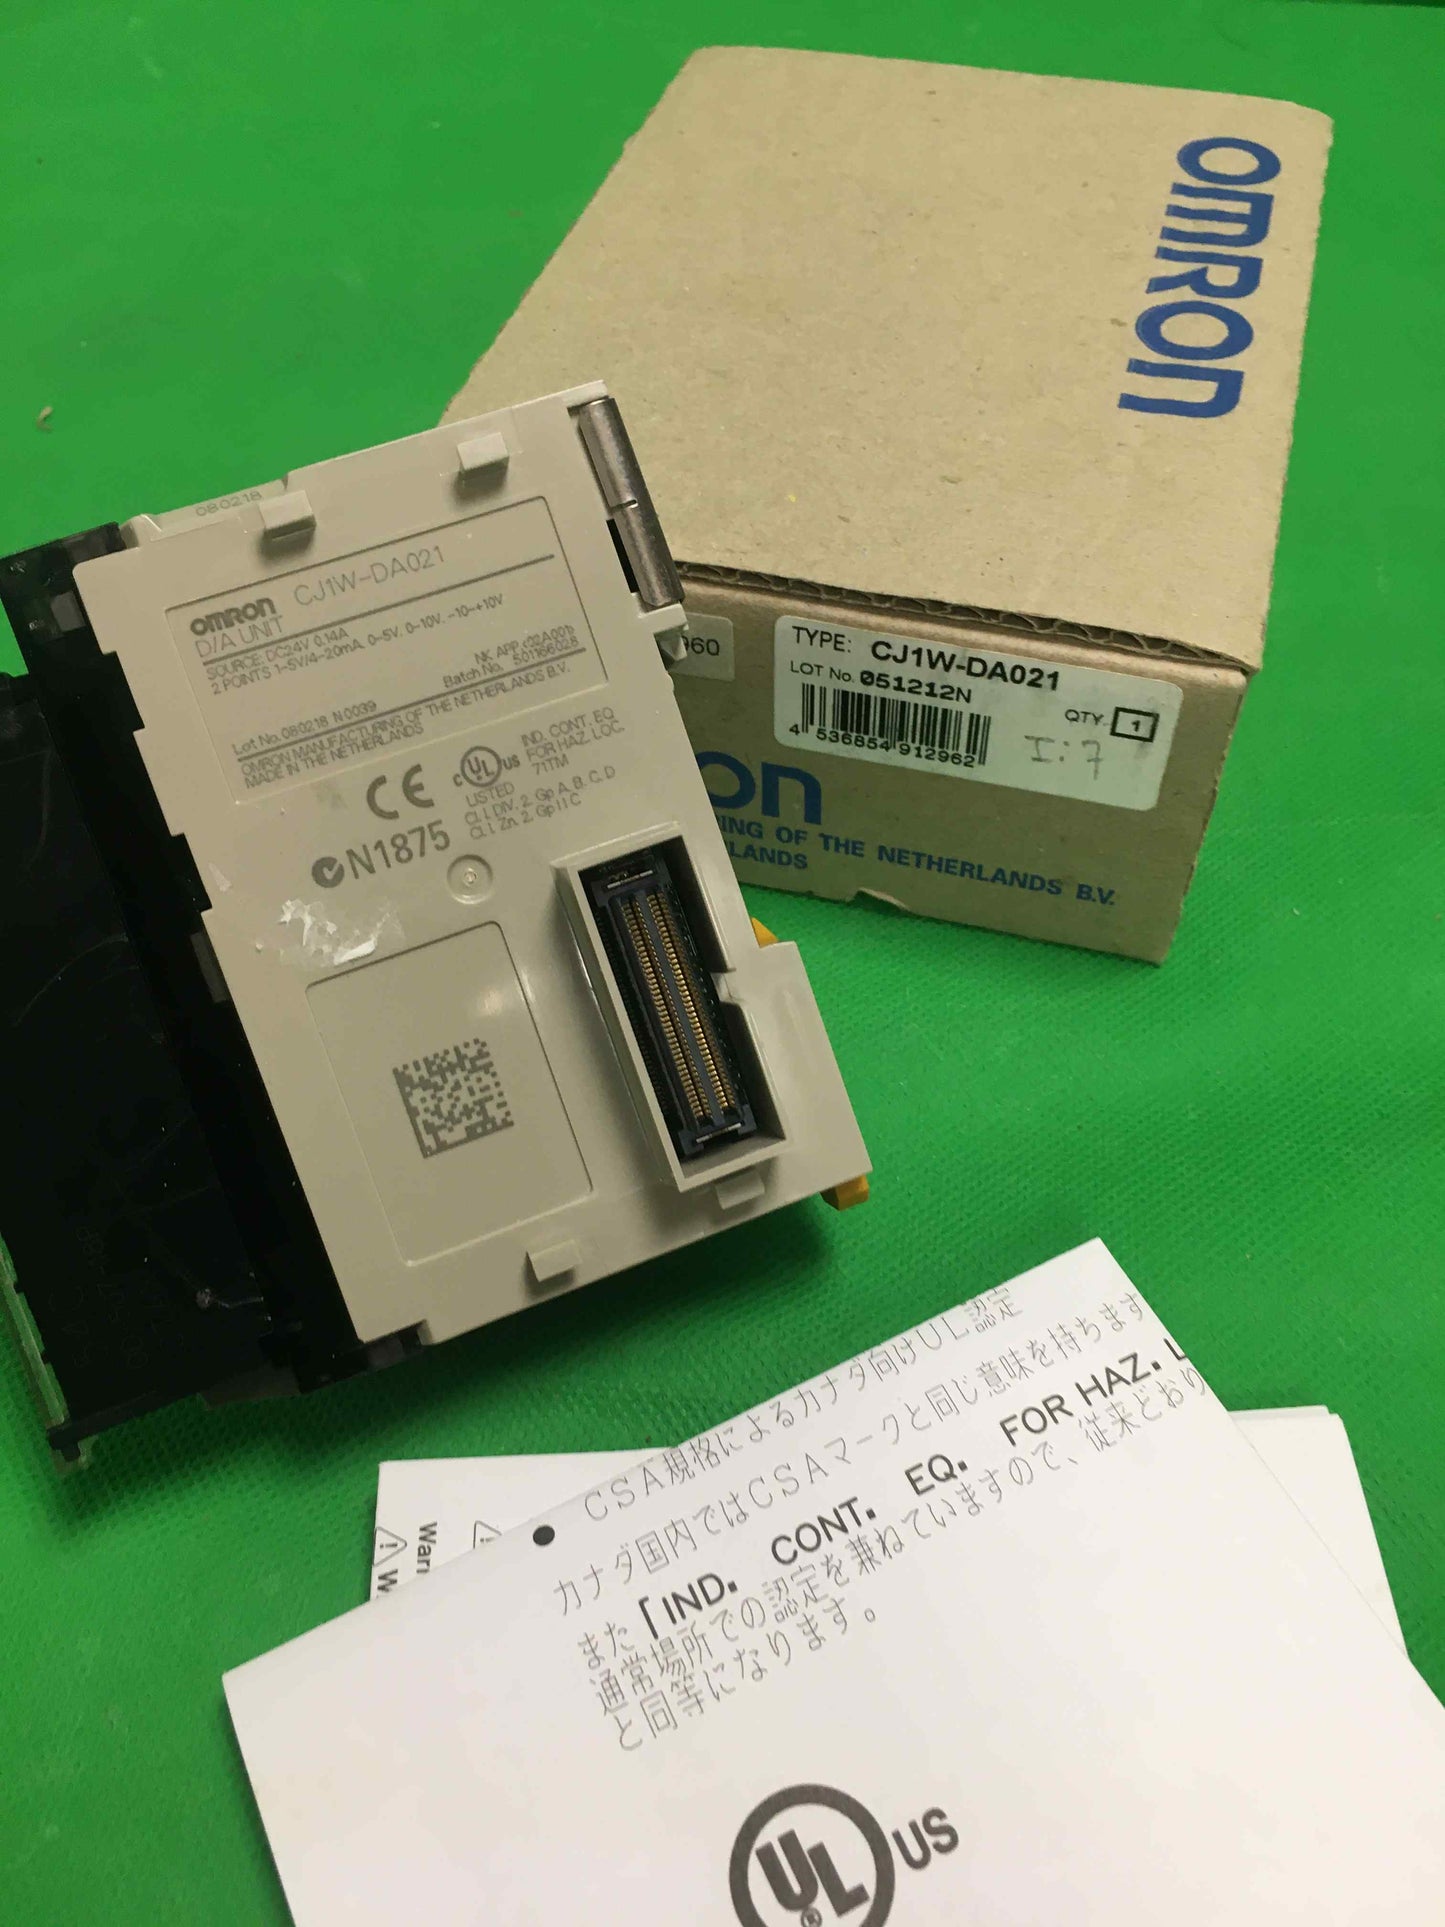 OMRON
TYPE: CJ1W-DA021
LOT No. 051212N
QTY. 1
4 536854 912962
I:7
960
ING OF THE NETHERLANDS B.V.
LANDS
080218
OMRON CJ1W-DA021
D/A UNIT
SOURCE: DC24V 0.14A
2 POINTS 1-5V/4-20mA, 0-5V, 0-10V, -10-+10V
NK APP. 02A001
Lot No. 080218 N0039 Batch No. 501166028
OMRON MANUFACTURING OF THE NETHERLANDS B.V.
MADE IN THE NETHERLANDS
CE
c UL US
LISTED
IND. CONT. EQ.
FOR HAZ. LOC.
71TM
Cl. I, DIV. 2, Gp A, B, C, D
Cl. I, Zn. 2, Gp IIC
N1875
Warn
W
● CSA規格によるカナダ向けUL認定
カナダ国内ではCSAマークと同じ意味を持ちます
また「IND. CONT. EQ. FOR HAZ. L
通常場所での認定を兼ねていますので、従来どおり
と同等になります。
UL ® US